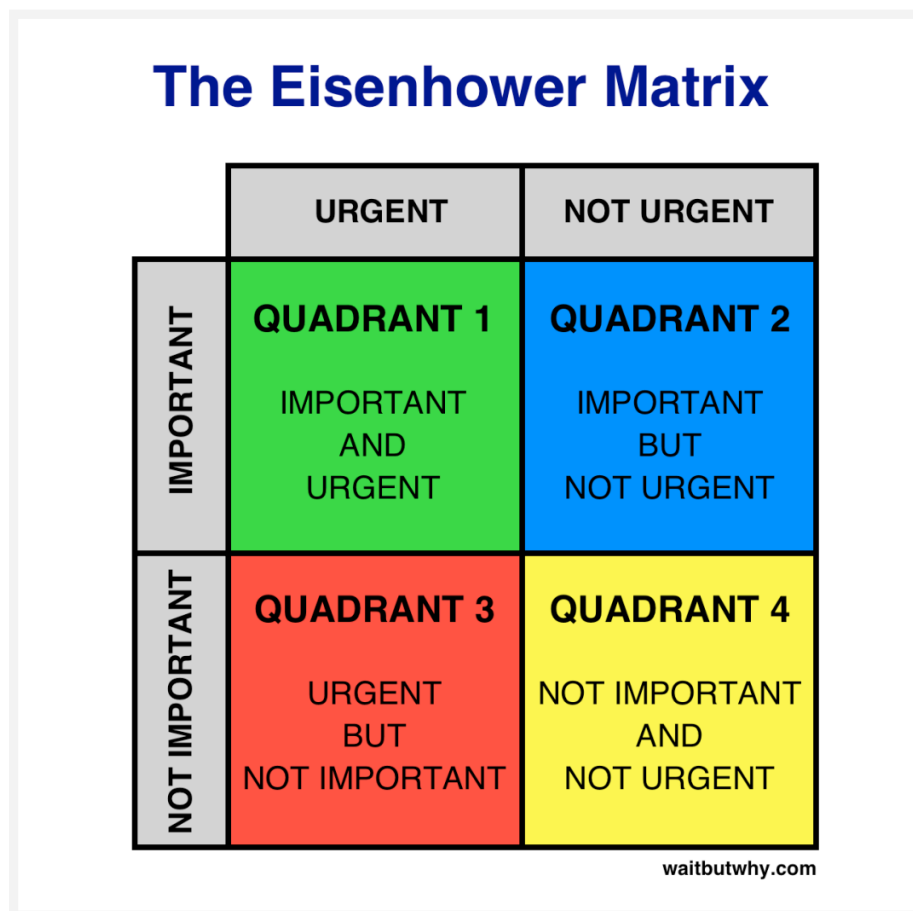 The Eisenhower Matrix
URGENT
NOT URGENT
IMPORTANT
QUADRANT 1
IMPORTANT
AND
URGENT
QUADRANT 2
IMPORTANT
BUT
NOT URGENT
NOT IMPORTANT
QUADRANT 3
URGENT
BUT
NOT IMPORTANT
QUADRANT 4
NOT IMPORTANT
AND
NOT URGENT
waitbutwhy.com